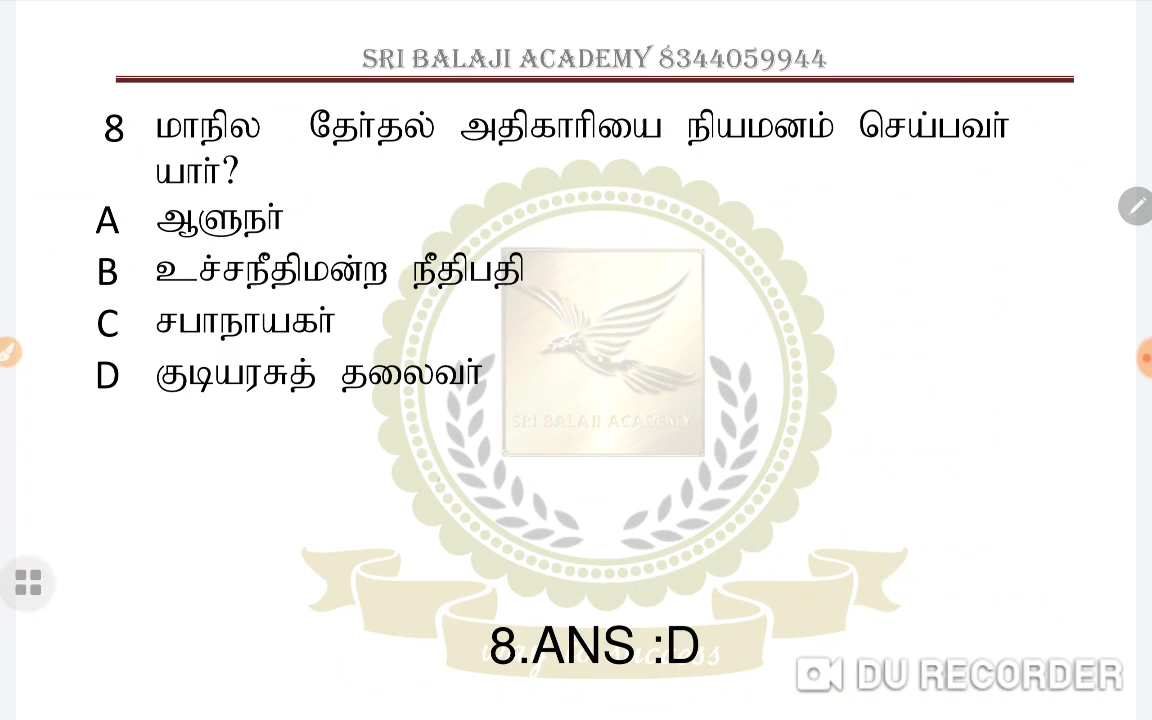 SRI BALAJI ACADEMY 8344059944
8 மாநில தேர்தல் அதிகாரியை நியமனம் செய்பவர்
யார்?
A ஆளுநர்
B உச்சநீதிமன்ற நீதிபதி
C சபாநாயகர்
D குடியரசுத் தலைவர்
SRI BALAJI ACADEMY
8.ANS :D
DU RECORDER